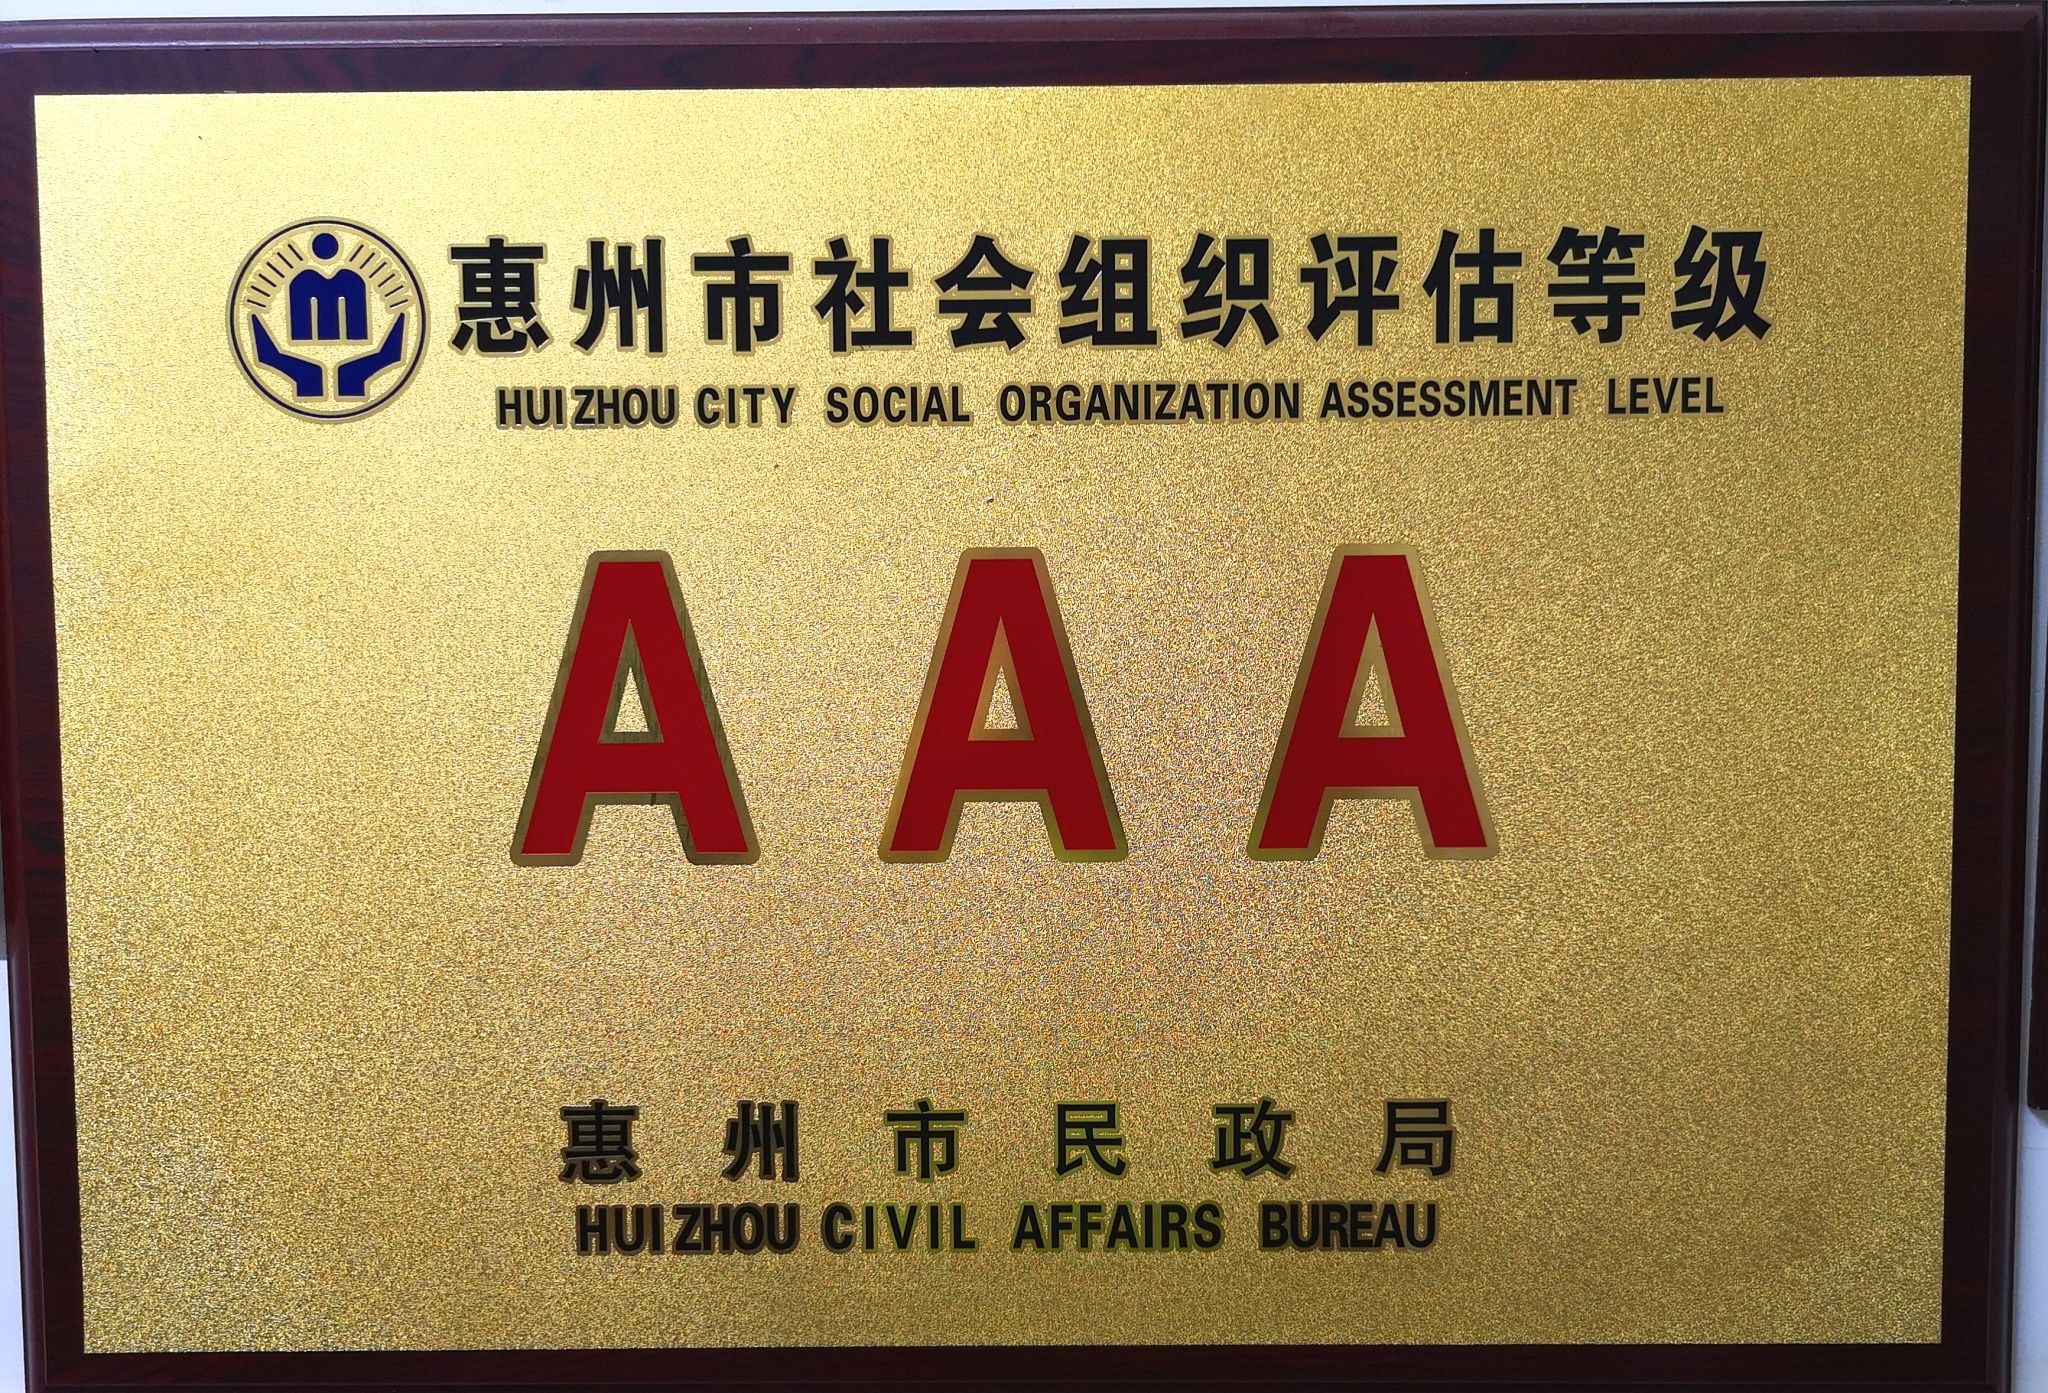 惠州市社会组织评估等级
HUIZHOU CITY SOCIAL ORGANIZATION ASSESSMENT LEVEL
A A A
惠州市民政局
HUIZHOU CIVIL AFFAIRS BUREAU